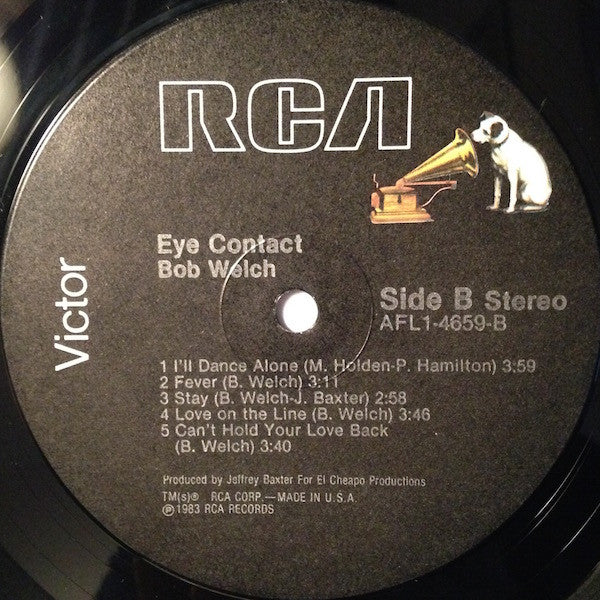 RCA
Victor
Eye Contact
Bob Welch
Side B Stereo
AFL1-4659-B
1 I'll Dance Alone (M. Holden-P. Hamilton) 3:59
2 Fever (B. Welch) 3:11
3 Stay (B. Welch-J. Baxter) 2:58
4 Love on the Line (B. Welch) 3:46
5 Can't Hold Your Love Back
(B. Welch) 3:40
Produced by Jeffrey Baxter For El Cheapo Productions
TM(s)® RCA CORP.—MADE IN U.S.A.
℗1983 RCA RECORDS